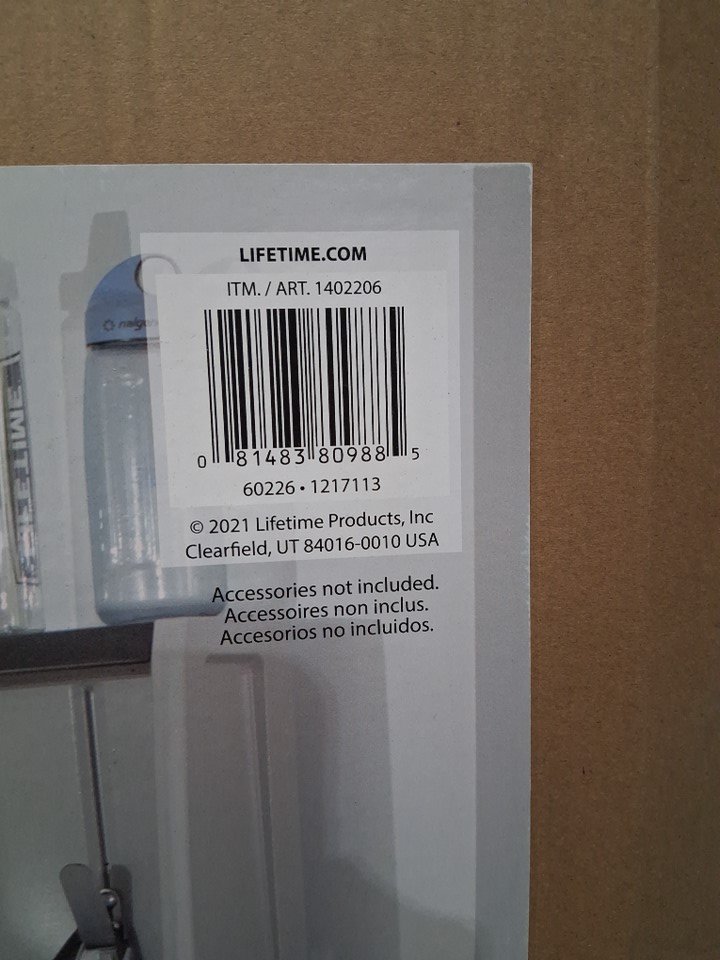 LIFETIME.COM
ITM. / ART. 1402206
0 81483 80988 5
60226 • 1217113
© 2021 Lifetime Products, Inc
Clearfield, UT 84016-0010 USA
Accessories not included.
Accessoires non inclus.
Accesorios no incluidos.